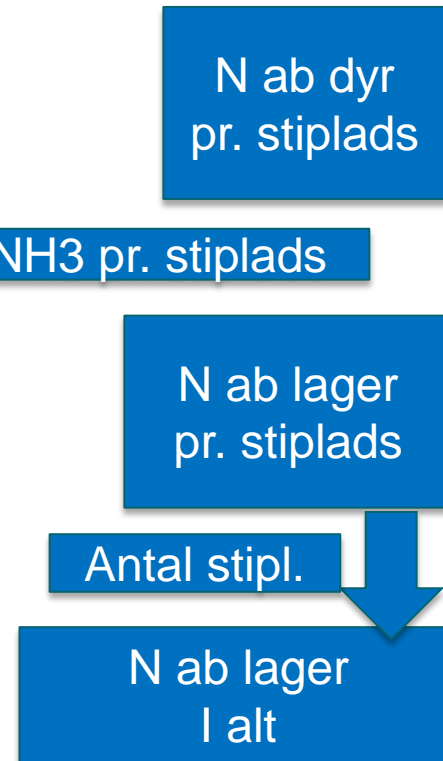 N ab dyr
pr. stiplads
NH3 pr. stiplads
N ab lager
pr. stiplads
Antal stipl.
N ab lager
I alt